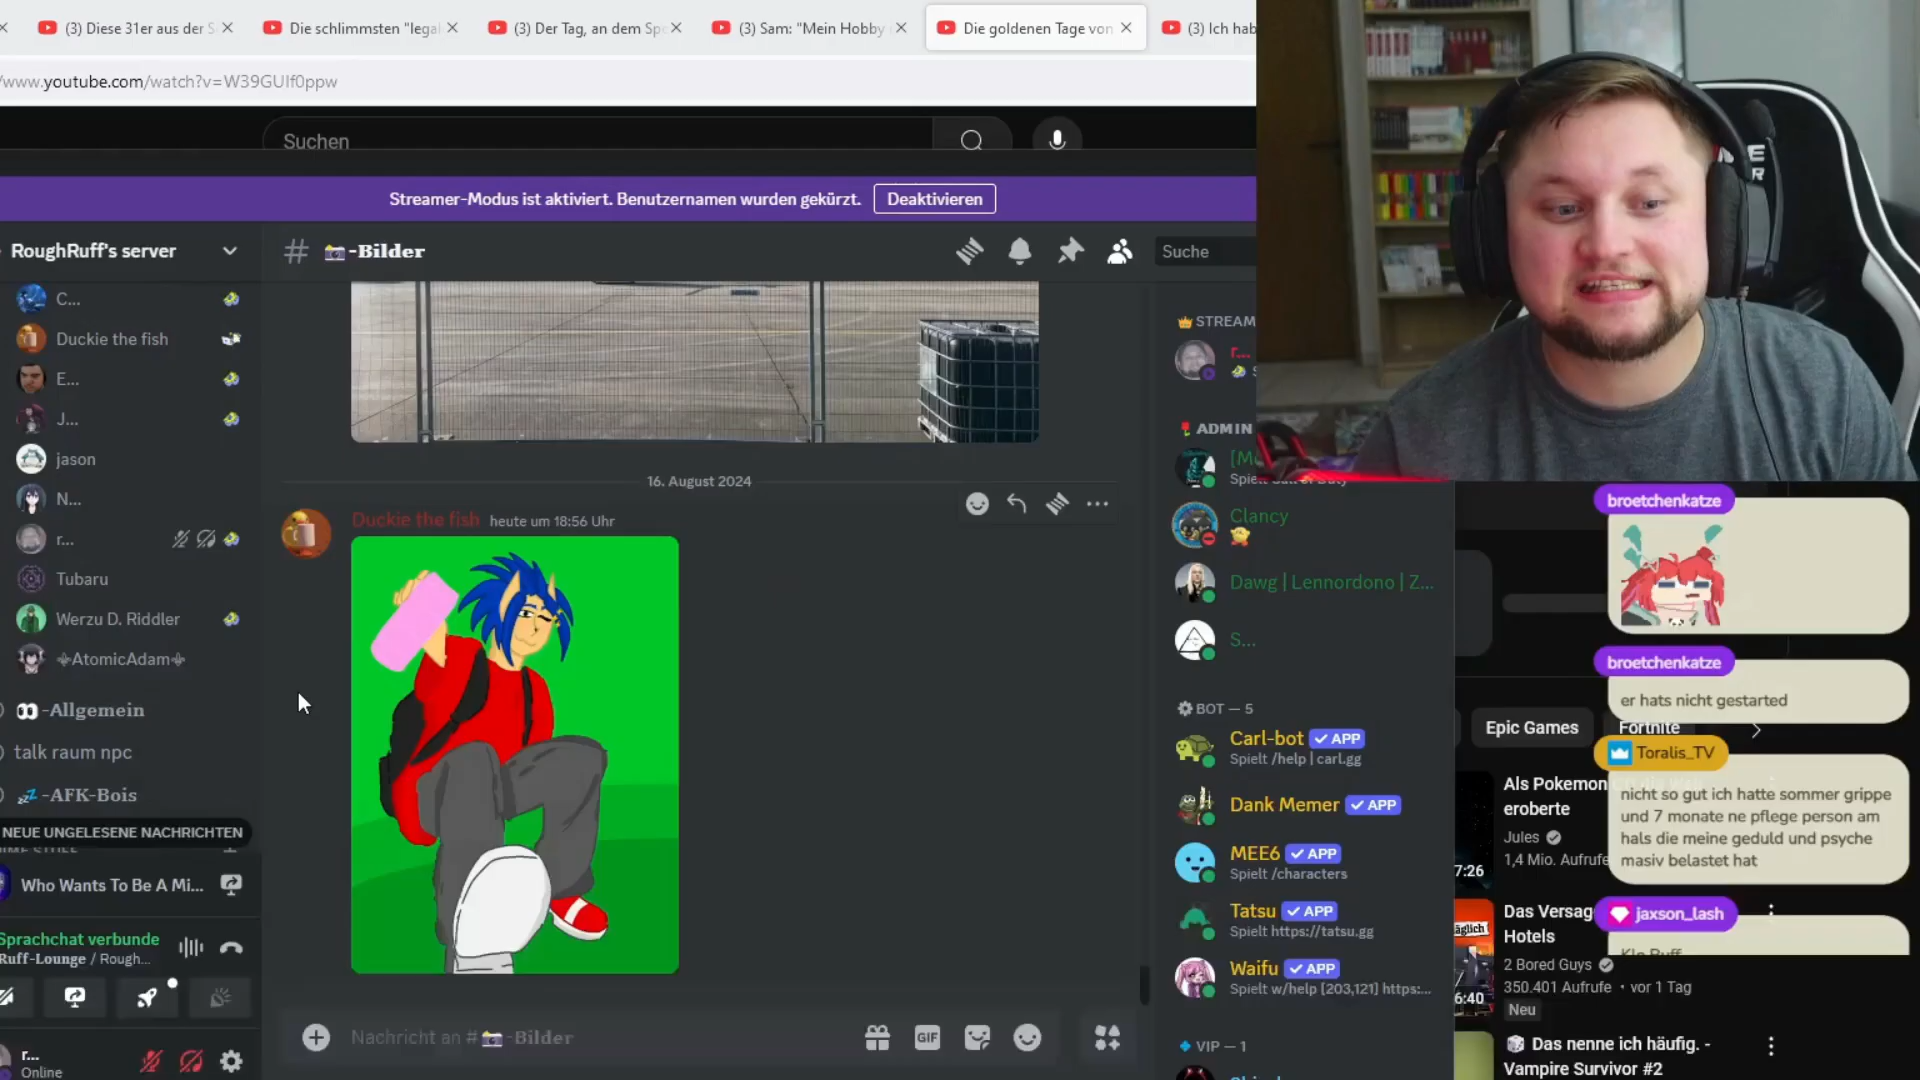 (3) Diese 31er aus der S
Die schlimmsten "legal
(3) Der Tag, an dem Spo
(3) Sam: "Mein Hobby
Die goldenen Tage von
(3) Ich hab
/www.youtube.com/watch?v=W39GUIf0ppw
Suchen
Streamer-Modus ist aktiviert. Benutzernamen wurden gekürzt.
Deaktivieren
RoughRuff's server
C...
Duckie the fish
E...
J...
jason
N...
r...
Tubaru
Werzu D. Riddler
AtomicAdam
-Allgemein
talk raum npc
-AFK-Bois
NEUE UNGELESENE NACHRICHTEN
Who Wants To Be A Mi...
Sprachchat verbunde
Ruff-Lounge / Rough...
r...
Online
# -Bilder
Suche
16. August 2024
Duckie the fish heute um 18:56 Uhr
Nachricht an # -Bilder
GIF
STREAM
r...
ADMIN
Clancy
Dawg | Lennordono | Z...
S...
BOT — 5
Carl-bot ✓ APP
Spielt /help | carl.gg
Dank Memer ✓ APP
MEE6 ✓ APP
Spielt /characters
Tatsu ✓ APP
Spielt https://tatsu.gg
Waifu ✓ APP
Spielt w/help [203,121] https:...
VIP — 1
broetchenkatze
broetchenkatze
er hats nicht gestarted
Epic Games
Fortnite
Toralis_TV
nicht so gut ich hatte sommer grippe
und 7 monate ne pflege person am
hals die meine geduld und psyche
masiv belastet hat
jaxson_lash
Als Pokemon
eroberte
Jules
1,4 Mio. Aufrufe
7:26
Das Versag
Hotels
2 Bored Guys
350.401 Aufrufe • vor 1 Tag
Neu
6:40
Das nenne ich häufig. -
Vampire Survivor #2